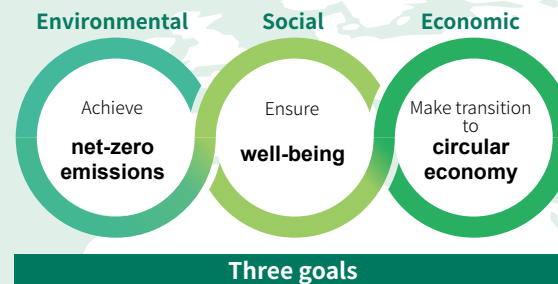 Environmental
Social
Economic
Achieve
net-zero
emissions
Ensure
well-being
Make transition
to
circular
economy
Three goals